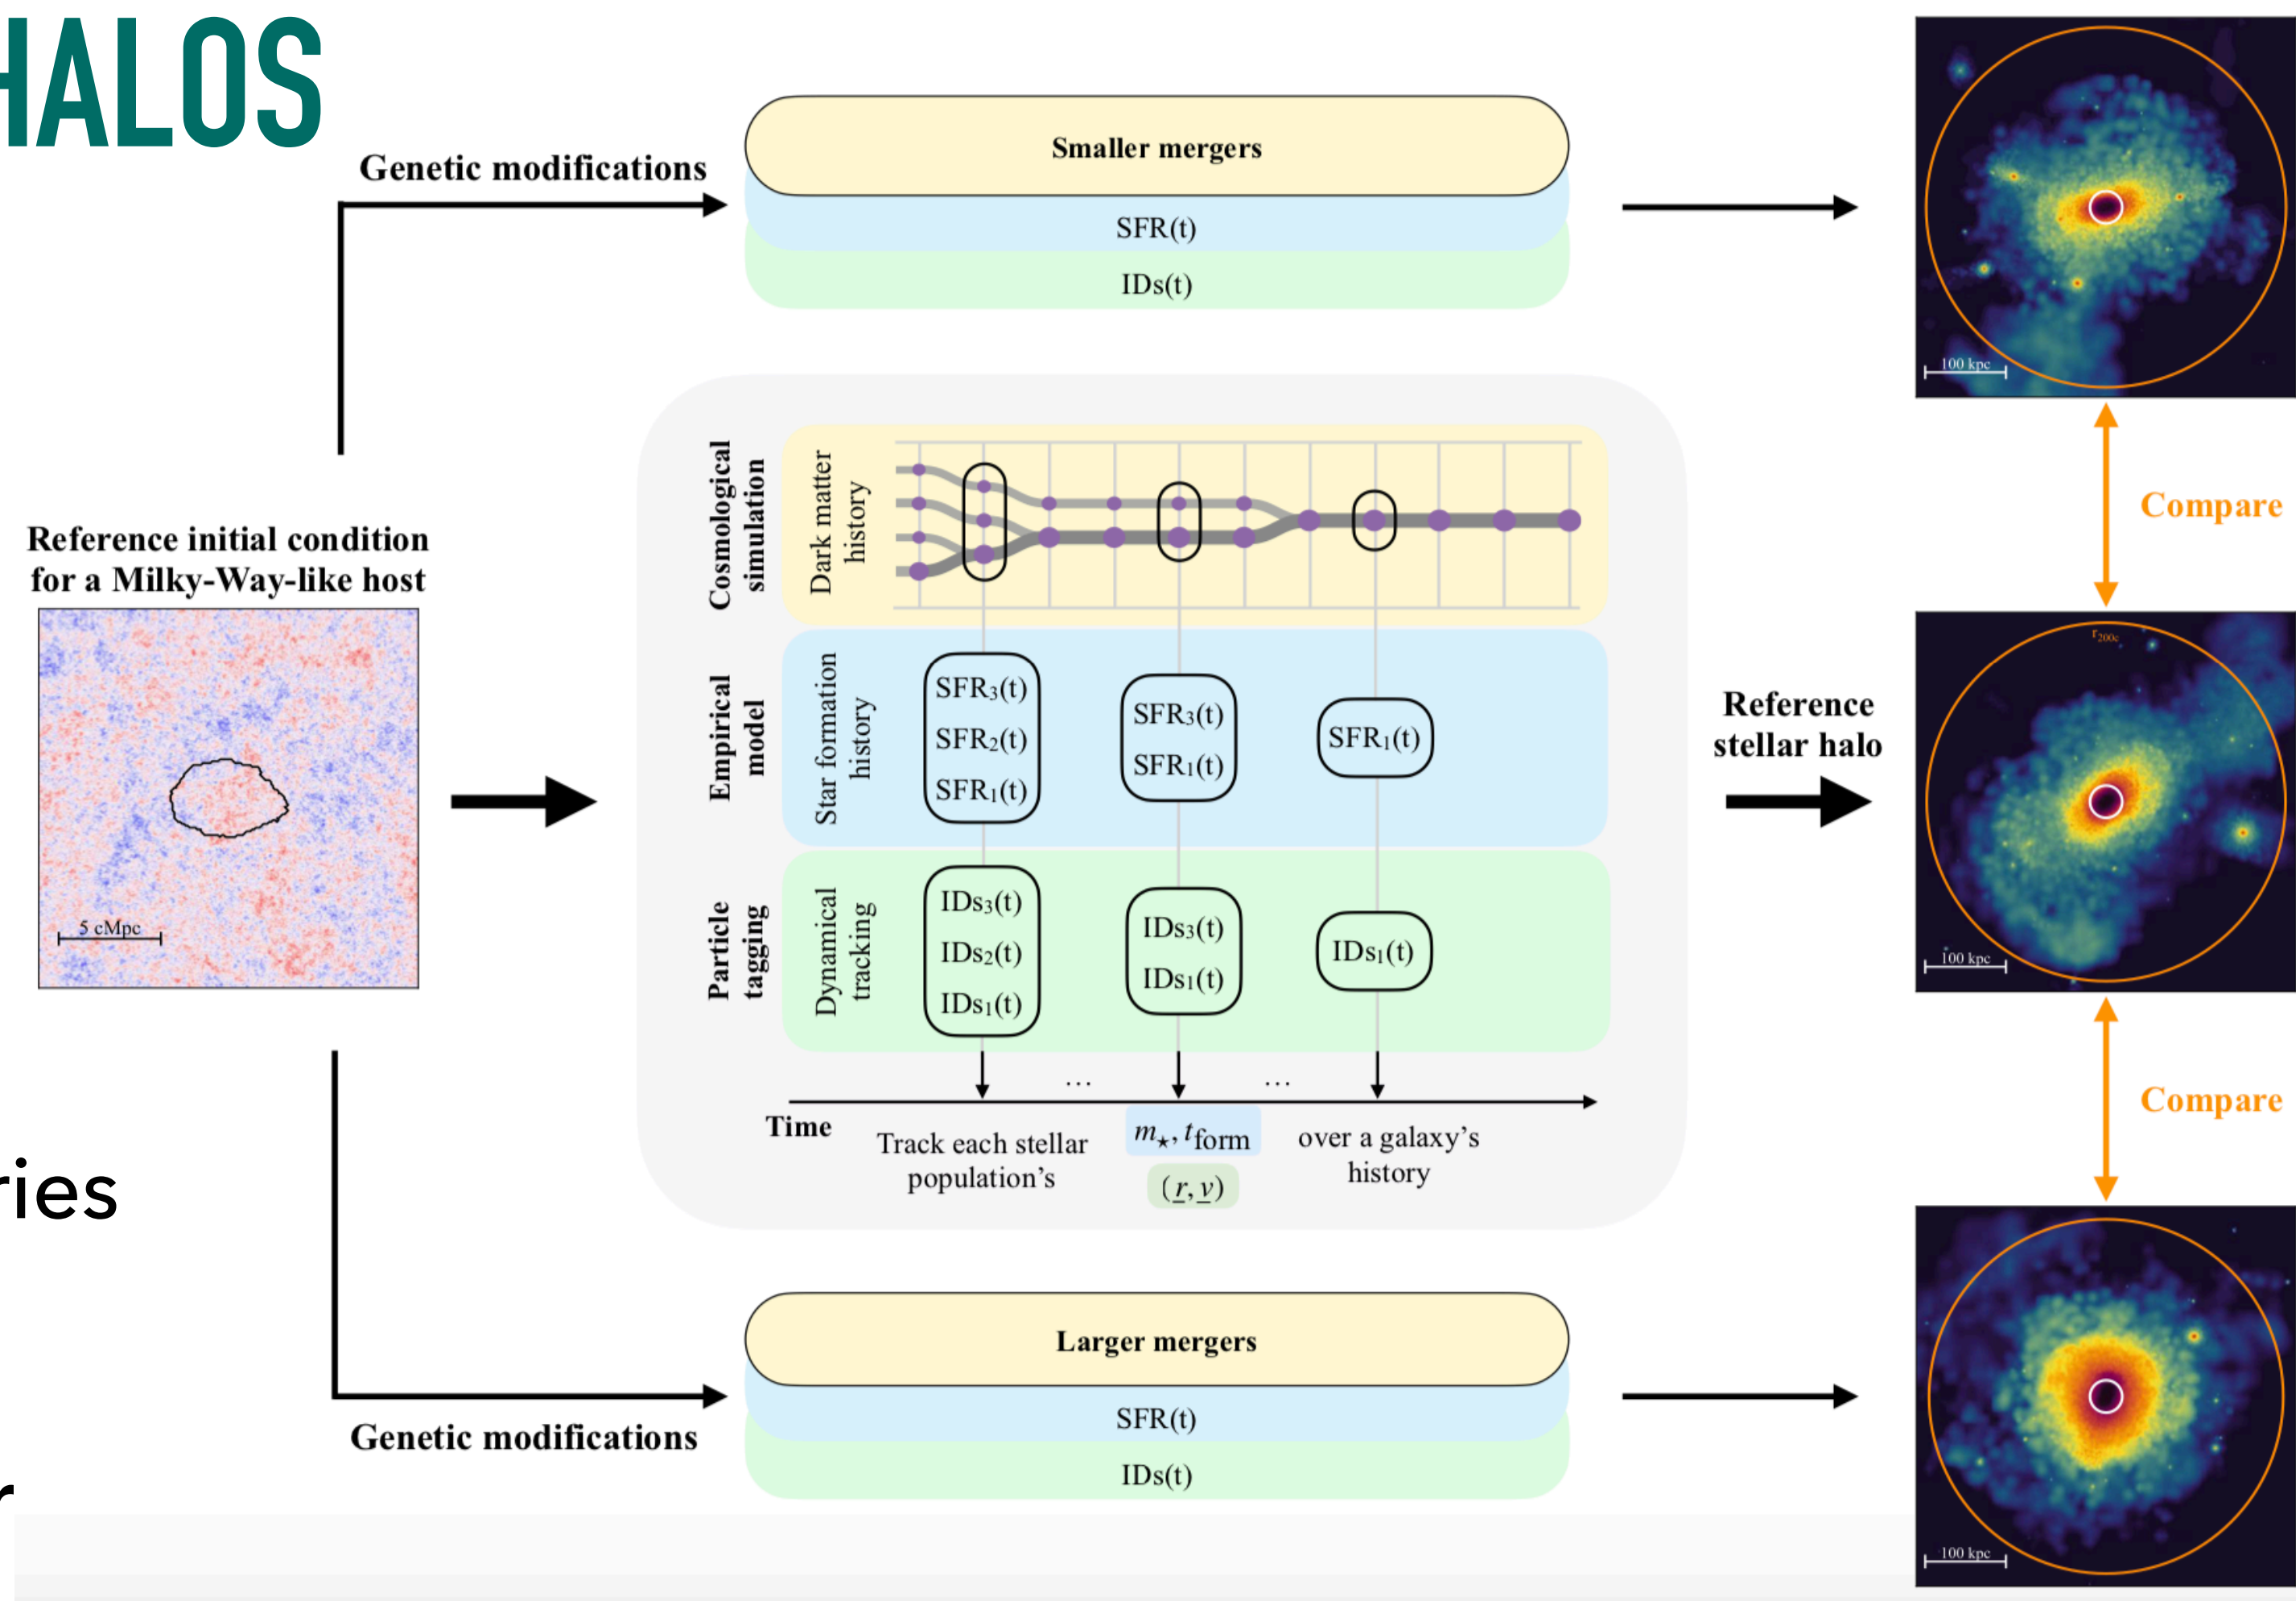 HALOS
Genetic modifications
Smaller mergers
SFR(t)
IDs(t)
100 kpc
Compare
Reference initial condition
for a Milky-Way-like host
5 cMpc
Cosmological
simulation
Dark matter
history
Empirical
model
Star formation
history
SFR₃(t)
SFR₂(t)
SFR₁(t)
SFR₃(t)
SFR₁(t)
SFR₁(t)
Particle
tagging
Dynamical
tracking
IDs₃(t)
IDs₂(t)
IDs₁(t)
IDs₃(t)
IDs₁(t)
IDs₁(t)
...
...
Time
Track each stellar
population's
m⋆, t_form
(r, v)
over a galaxy's
history
Reference
stellar halo
r₂₀₀c
100 kpc
Compare
ries
Larger mergers
SFR(t)
IDs(t)
Genetic modifications
100 kpc